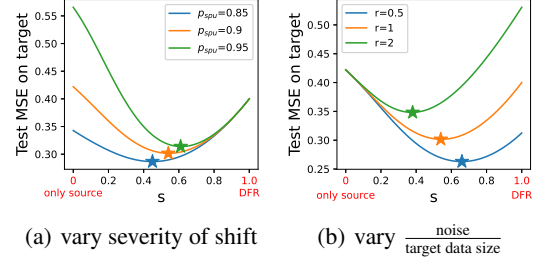 Test MSE on target
0.55
0.50
0.45
0.40
0.35
0.30
p_spu=0.85
p_spu=0.9
p_spu=0.95
0 0.2 0.4 0.6 0.8 1.0
only source s DFR
(a) vary severity of shift
Test MSE on target
0.50
0.45
0.40
0.35
0.30
0.25
r=0.5
r=1
r=2
0 0.2 0.4 0.6 0.8 1.0
only source s DFR
(b) vary noise / target data size